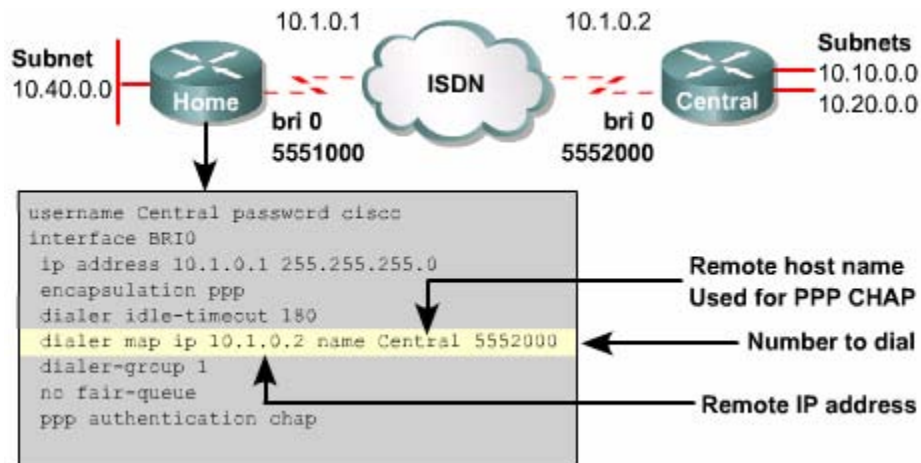 10.1.0.1
10.1.0.2
Subnet
10.40.0.0
Home
ISDN
Central
Subnets
10.10.0.0
10.20.0.0
bri 0
5551000
bri 0
5552000
username Central password cisco
interface BRI0
ip address 10.1.0.1 255.255.255.0
encapsulation ppp
dialer idle-timeout 180
dialer map ip 10.1.0.2 name Central 5552000
dialer-group 1
no fair-queue
ppp authentication chap
Remote host name
Used for PPP CHAP
Number to dial
Remote IP address